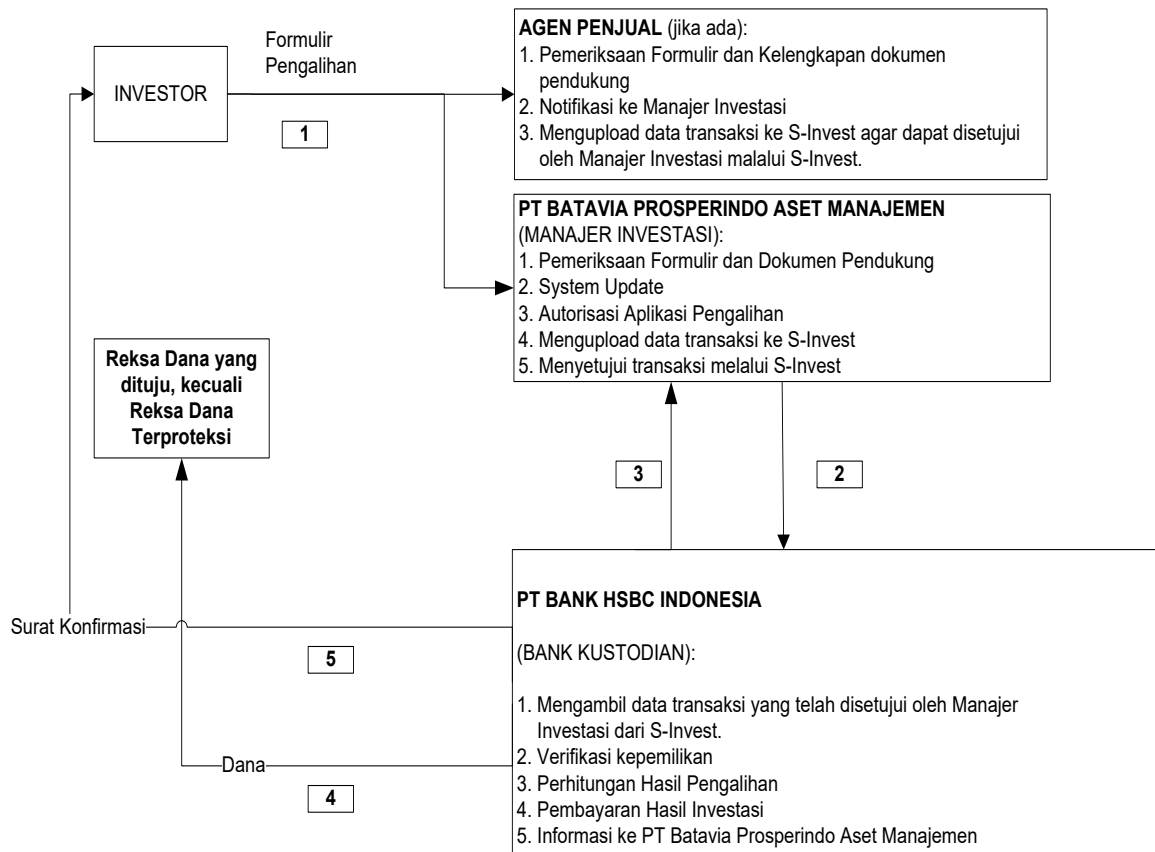 Formulir
Pengalihan
INVESTOR
1
AGEN PENJUAL (jika ada):
1. Pemeriksaan Formulir dan Kelengkapan dokumen
pendukung
2. Notifikasi ke Manajer Investasi
3. Mengupload data transaksi ke S-Invest agar dapat disetujui
oleh Manajer Investasi malalui S-Invest.
PT BATAVIA PROSPERINDO ASET MANAJEMEN
(MANAJER INVESTASI):
1. Pemeriksaan Formulir dan Dokumen Pendukung
2. System Update
3. Autorisasi Aplikasi Pengalihan
4. Mengupload data transaksi ke S-Invest
5. Menyetujui transaksi melalui S-Invest
Reksa Dana yang
dituju, kecuali
Reksa Dana
Terproteksi
3
2
PT BANK HSBC INDONESIA
(BANK KUSTODIAN):
1. Mengambil data transaksi yang telah disetujui oleh Manajer
Investasi dari S-Invest.
2. Verifikasi kepemilikan
3. Perhitungan Hasil Pengalihan
4. Pembayaran Hasil Investasi
5. Informasi ke PT Batavia Prosperindo Aset Manajemen
Surat Konfirmasi
5
Dana
4